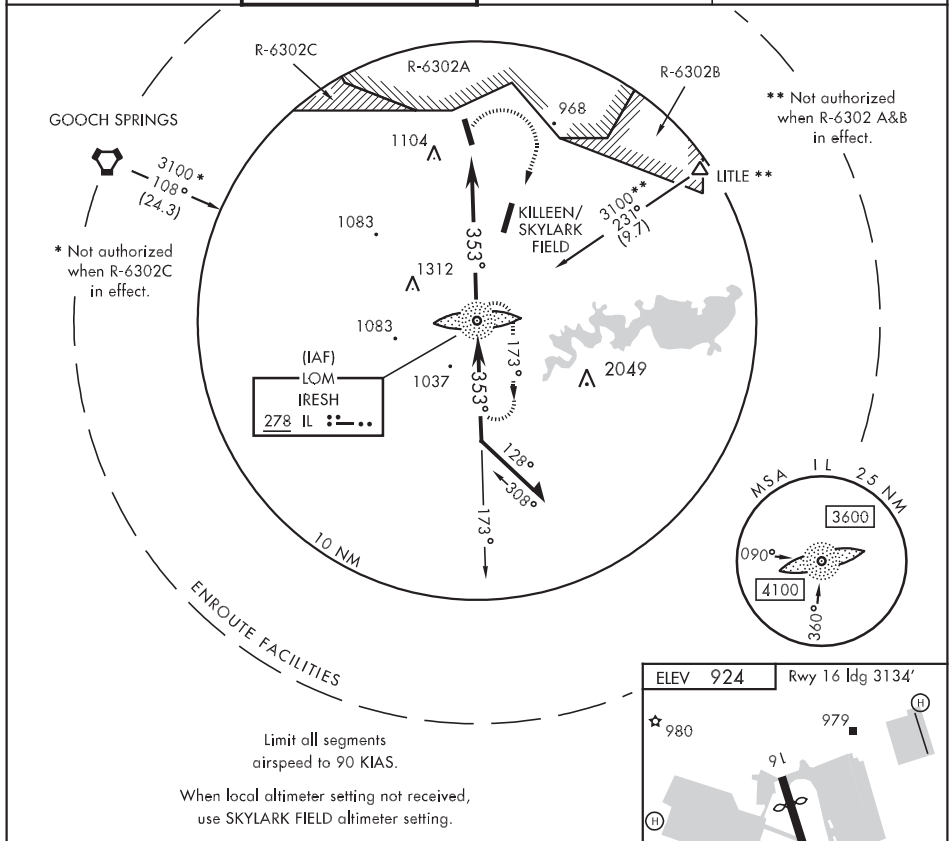 R-6302C
R-6302A
R-6302B
GOOCH SPRINGS
3100 *
108°
(24.3)
* Not authorized
when R-6302C
in effect.
** Not authorized
when R-6302 A&B
in effect.
968
1104
LITLE **
3100**
231°
(9.7)
KILLEEN/
SKYLARK
FIELD
1083
353°
1312
1083
1037
(IAF)
LOM
IRESH
278 IL
173°
2049
353°
128°
308°
173°
10 NM
ENROUTE FACILITIES
MSA IL 25 NM
3600
090°
4100
360°
Limit all segments
airspeed to 90 KIAS.
When local altimeter setting not received,
use SKYLARK FIELD altimeter setting.
ELEV 924
Rwy 16 ldg 3134'
H
980
979
16
H